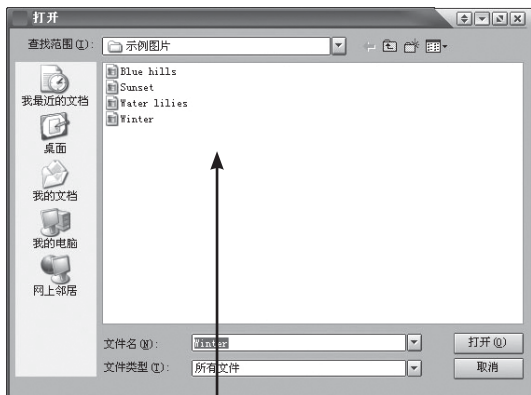 打开
查找范围(I):
示例图片
我最近的文档
桌面
我的文档
我的电脑
网上邻居
Blue hills
Sunset
Water lilies
Winter
文件名(N):
Winter
打开(O)
文件类型(T):
所有文件
取消